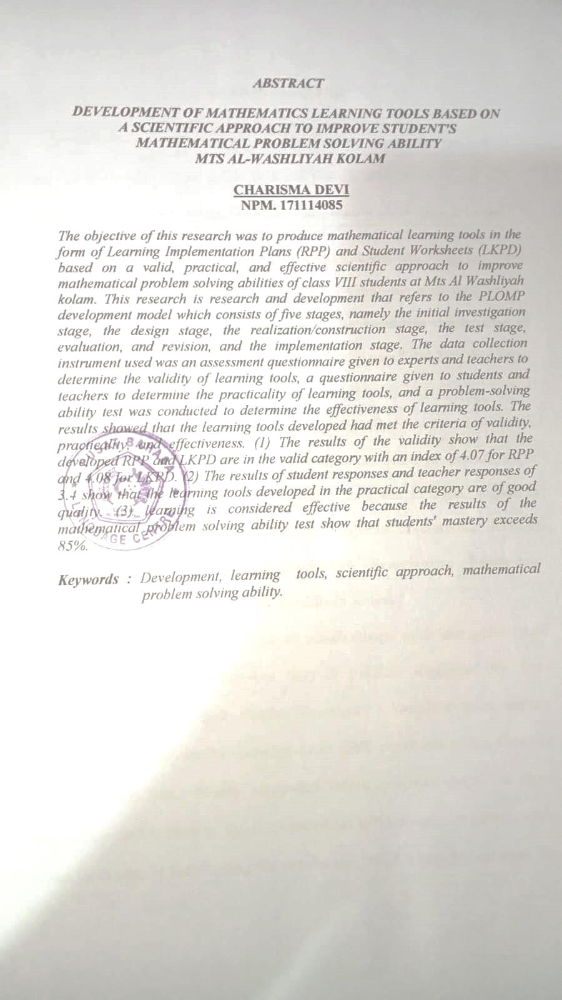 ABSTRACT
DEVELOPMENT OF MATHEMATICS LEARNING TOOLS BASED ON
A SCIENTIFIC APPROACH TO IMPROVE STUDENT'S
MATHEMATICAL PROBLEM SOLVING ABILITY
MTS AL-WASHLIYAH KOLAM
CHARISMA DEVI
NPM. 171114085
The objective of this research was to produce mathematical learning tools in the
form of Learning Implementation Plans (RPP) and Student Worksheets (LKPD)
based on a valid, practical, and effective scientific approach to improve
mathematical problem solving abilities of class VIII students at Mts Al Washliyah
kolam. This research is research and development that refers to the PLOMP
development model which consists of five stages, namely the initial investigation
stage, the design stage, the realization/construction stage, the test stage,
evaluation, and revision, and the implementation stage. The data collection
instrument used was an assessment questionnaire given to experts and teachers to
determine the validity of learning tools, a questionnaire given to students and
teachers to determine the practicality of learning tools, and a problem-solving
ability test was conducted to determine the effectiveness of learning tools. The
results showed that the learning tools developed had met the criteria of validity,
practicality, and effectiveness. (1) The results of the validity show that the
developed RPP and LKPD are in the valid category with an index of 4.07 for RPP
and 4.08 for LKPD. (2) The results of student responses and teacher responses of
3.4 show that the learning tools developed in the practical category are of good
quality. (3) learning is considered effective because the results of the
mathematical problem solving ability test show that students' mastery exceeds
85%.
Keywords : Development, learning tools, scientific approach, mathematical
problem solving ability.
PUSAT BAHASA
LANGUAGE CENTRE